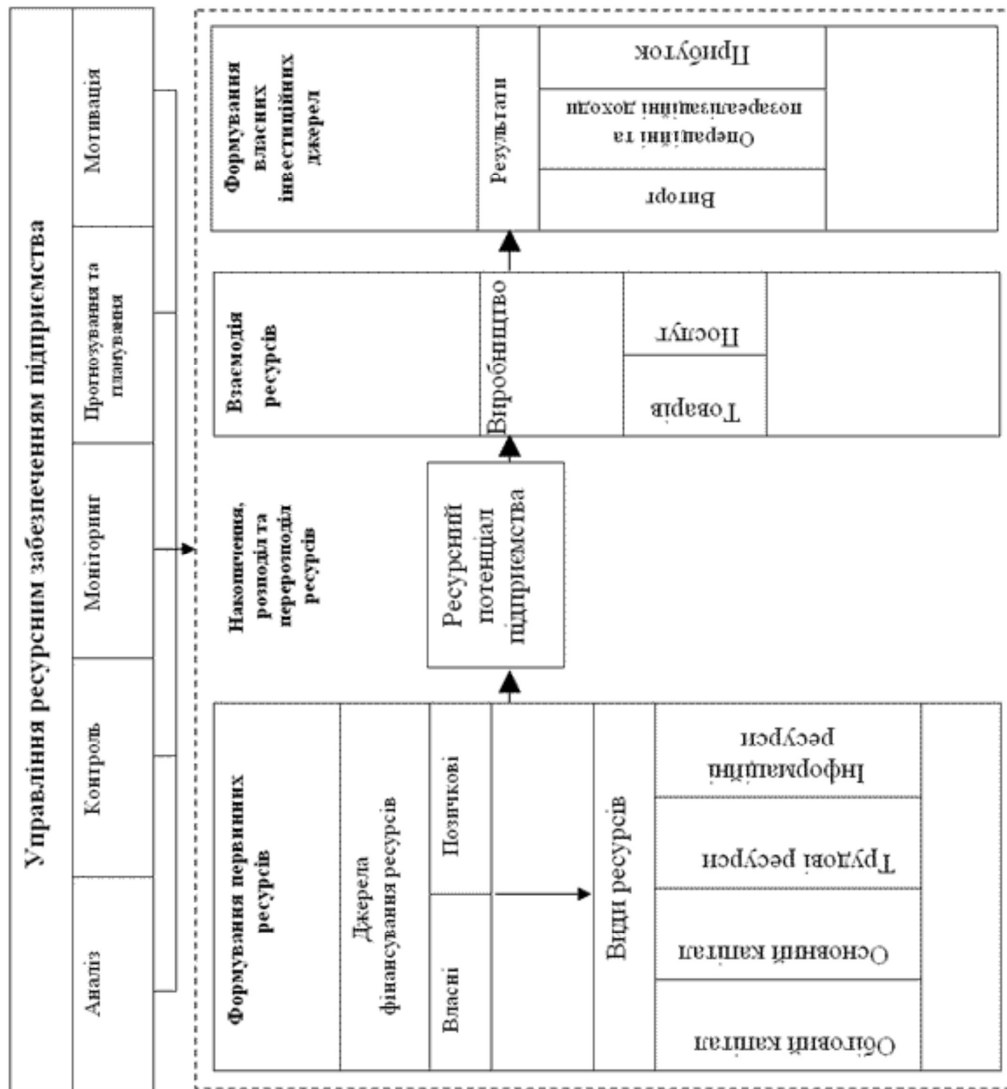 Управління ресурсним забезпеченням підприємства
Аналіз
Контроль
Моніторинг
Прогнозування та
планування
Мотивація
Формування первинних
ресурсів
Джерела
фінансування ресурсів
Власні
Позичкові
Види ресурсів
Обіговий капітал
Основний капітал
Трудові ресурси
Інформаційні
ресурси
Накопичення,
розподіл та
перерозподіл
ресурсів
Ресурсний
потенціал
підприємства
Взаємодія
ресурсів
Виробництво
Товарів
Послуг
Формування
власних
інвестиційних
джерел
Результати
Виторг
Операційні та
позареалізаційні доходи
Прибуток